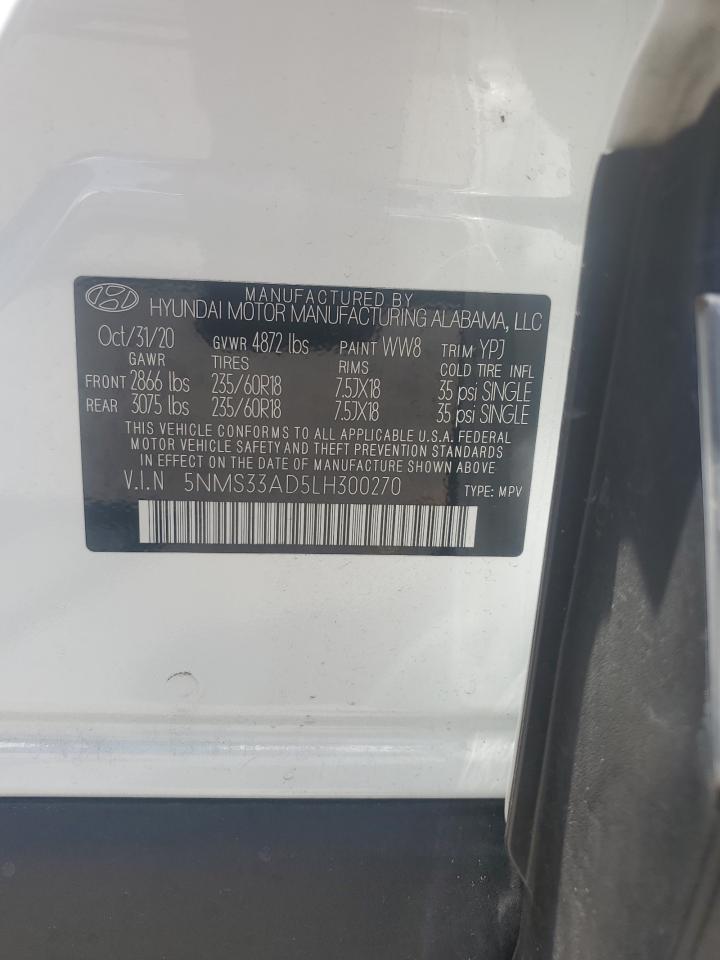 MANUFACTURED BY
HYUNDAI MOTOR MANUFACTURING ALABAMA, LLC
Oct/31/20 GVWR 4872 lbs PAINT WW8 TRIM YPJ
GAWR TIRES RIMS COLD TIRE INFL
FRONT 2866 lbs 235/60R18 7.5JX18 35 psi SINGLE
REAR 3075 lbs 235/60R18 7.5JX18 35 psi SINGLE
THIS VEHICLE CONFORMS TO ALL APPLICABLE U.S.A. FEDERAL
MOTOR VEHICLE SAFETY AND THEFT PREVENTION STANDARDS
IN EFFECT ON THE DATE OF MANUFACTURE SHOWN ABOVE.
V.I.N 5NMS33AD5LH300270 TYPE: MPV